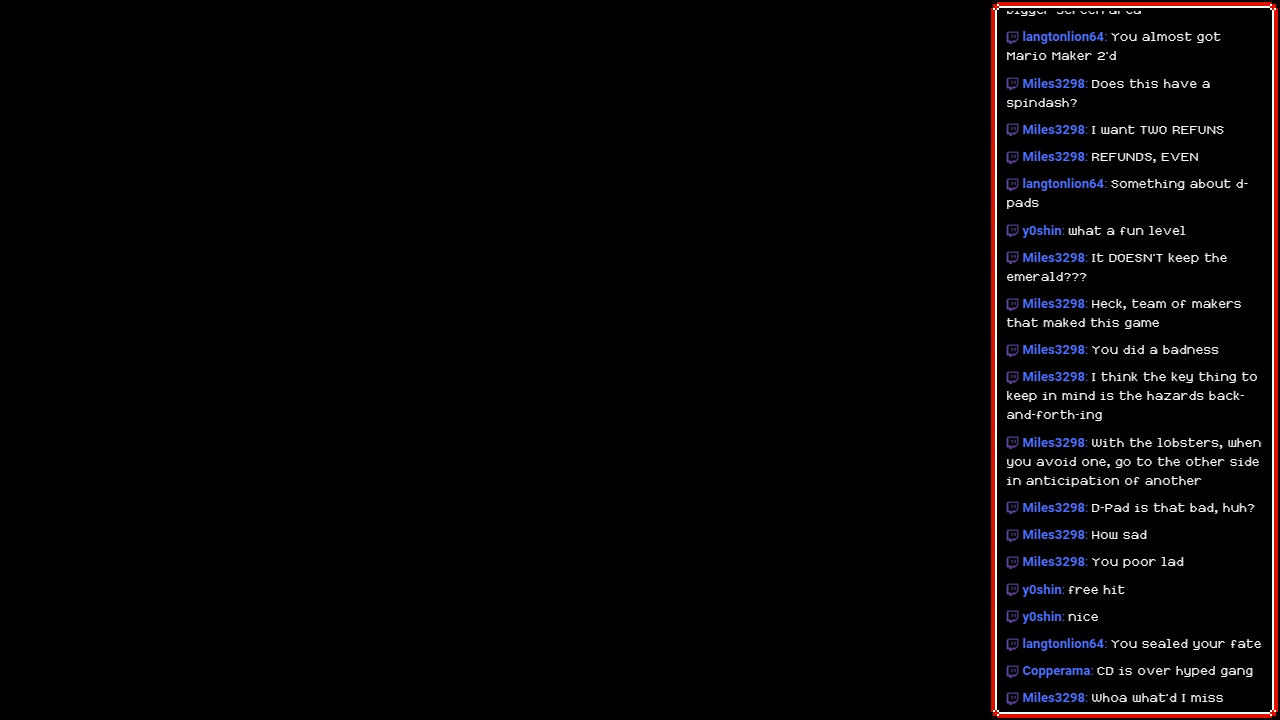 bigger screen area
langtonlion64: You almost got
Mario Maker 2'd
Miles3298: Does this have a
spindash?
Miles3298: I want TWO REFUNS
Miles3298: REFUNDS, EVEN
langtonlion64: Something about d-
pads
y0shin: what a fun level
Miles3298: It DOESN'T keep the
emerald???
Miles3298: Heck, team of makers
that maked this game
Miles3298: You did a badness
Miles3298: I think the key thing to
keep in mind is the hazards back-
and-forth-ing
Miles3298: With the lobsters, when
you avoid one, go to the other side
in anticipation of another
Miles3298: D-Pad is that bad, huh?
Miles3298: How sad
Miles3298: You poor lad
y0shin: free hit
y0shin: nice
langtonlion64: You sealed your fate
Copperama: CD is over hyped gang
Miles3298: Whoa what'd I miss